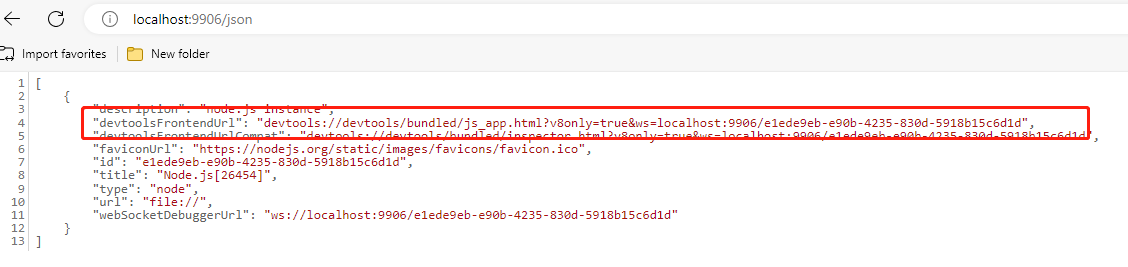 localhost:9906/json
Import favorites
New folder
1 [
2 {
3 "description": "node.js instance",
4 "devtoolsFrontendUrl": "devtools://devtools/bundled/js_app.html?v8only=true&ws=localhost:9906/e1ede9eb-e90b-4235-830d-5918b15c6d1d",
5 "devtoolsFrontendUrlCompat": "devtools://devtools/bundled/inspector.html?v8only=true&ws=localhost:9906/e1ede9eb-e90b-4235-830d-5918b15c6d1d",
6 "faviconUrl": "https://nodejs.org/static/images/favicons/favicon.ico",
7 "id": "e1ede9eb-e90b-4235-830d-5918b15c6d1d",
8 "title": "Node.js[26454]",
9 "type": "node",
10 "url": "file://",
11 "webSocketDebuggerUrl": "ws://localhost:9906/e1ede9eb-e90b-4235-830d-5918b15c6d1d"
12 }
13 ]